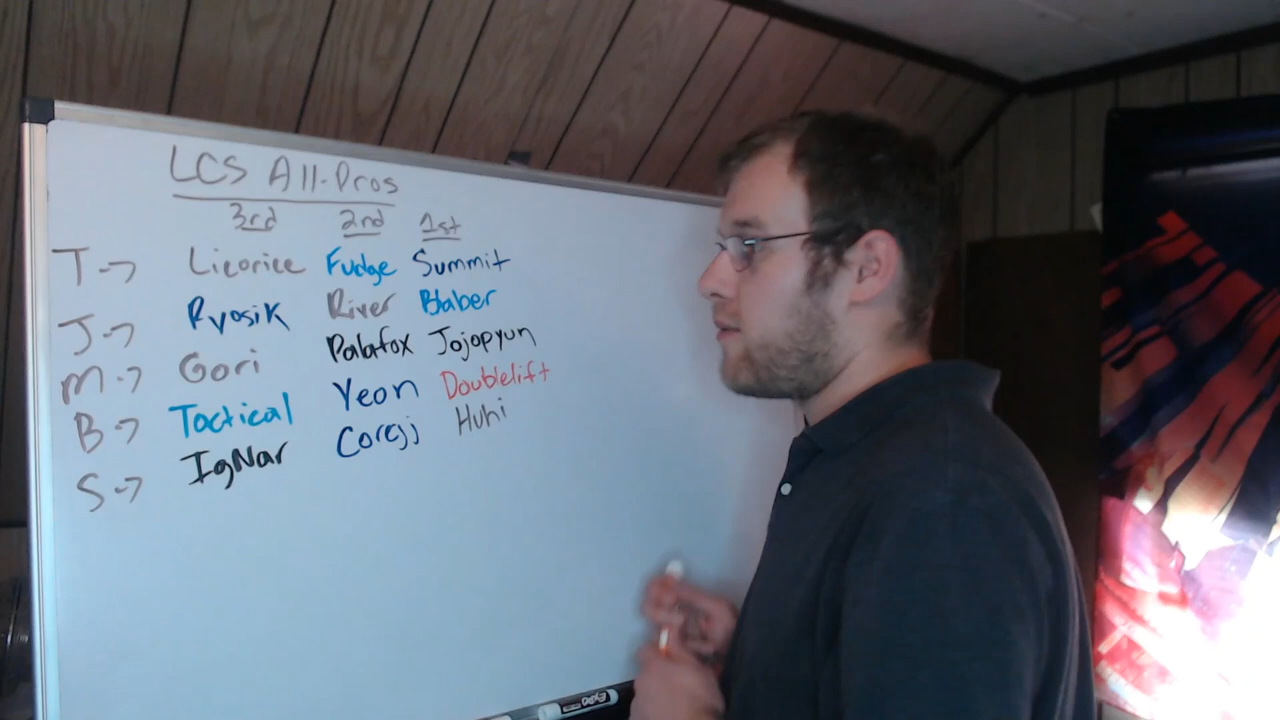 LCS All-Pros
3rd 2nd 1st
T-> Licorice Fudge Summit
J-> Ryosik River Blaber
M-> Gori Palafox Jojopyun
B-> Tactical Yeon Doublelift
S-> IgNar Corejj Huhi